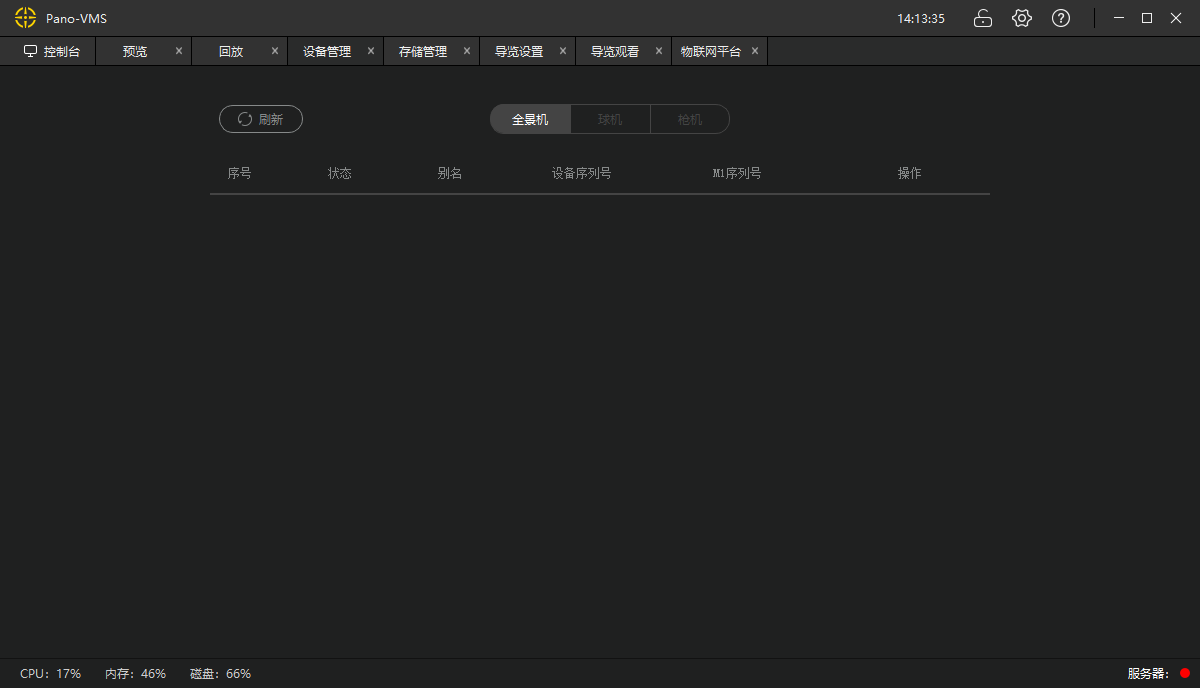 Pano-VMS 14:13:35
控制台 预览 回放 设备管理 存储管理 导览设置 导览观看 物联网平台
刷新 全景机 球机 枪机
序号 状态 别名 设备序列号 M1序列号 操作
CPU: 17% 内存: 46% 磁盘: 66% 服务器: